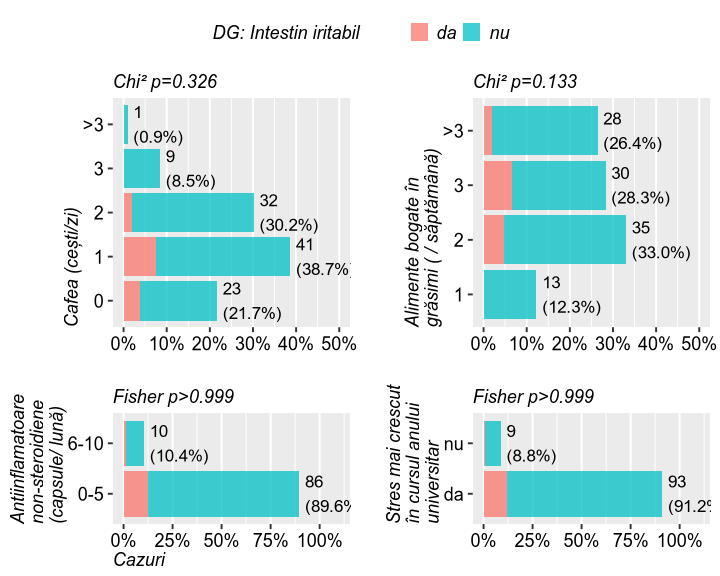 DG: Intestin iritabil da nu
Chi² p=0.326
>3
3
2
1
0
Cafea (cești/zi)
1
(0.9%)
9
(8.5%)
32
(30.2%)
41
(38.7%)
23
(21.7%)
0% 10% 20% 30% 40% 50%
Chi² p=0.133
>3
3
2
1
Alimente bogate în
grăsimi ( / săptămână)
28
(26.4%)
30
(28.3%)
35
(33.0%)
13
(12.3%)
0% 10% 20% 30% 40% 50%
Fisher p>0.999
Antiinflamatoare
non-steroidiene
(capsule/ lună)
6-10
0-5
10
(10.4%)
86
(89.6%
0% 25% 50% 75% 100%
Cazuri
Fisher p>0.999
Stres mai crescut
în cursul anului
universitar
nu
da
9
(8.8%)
93
(91.2%
0% 25% 50% 75% 100%